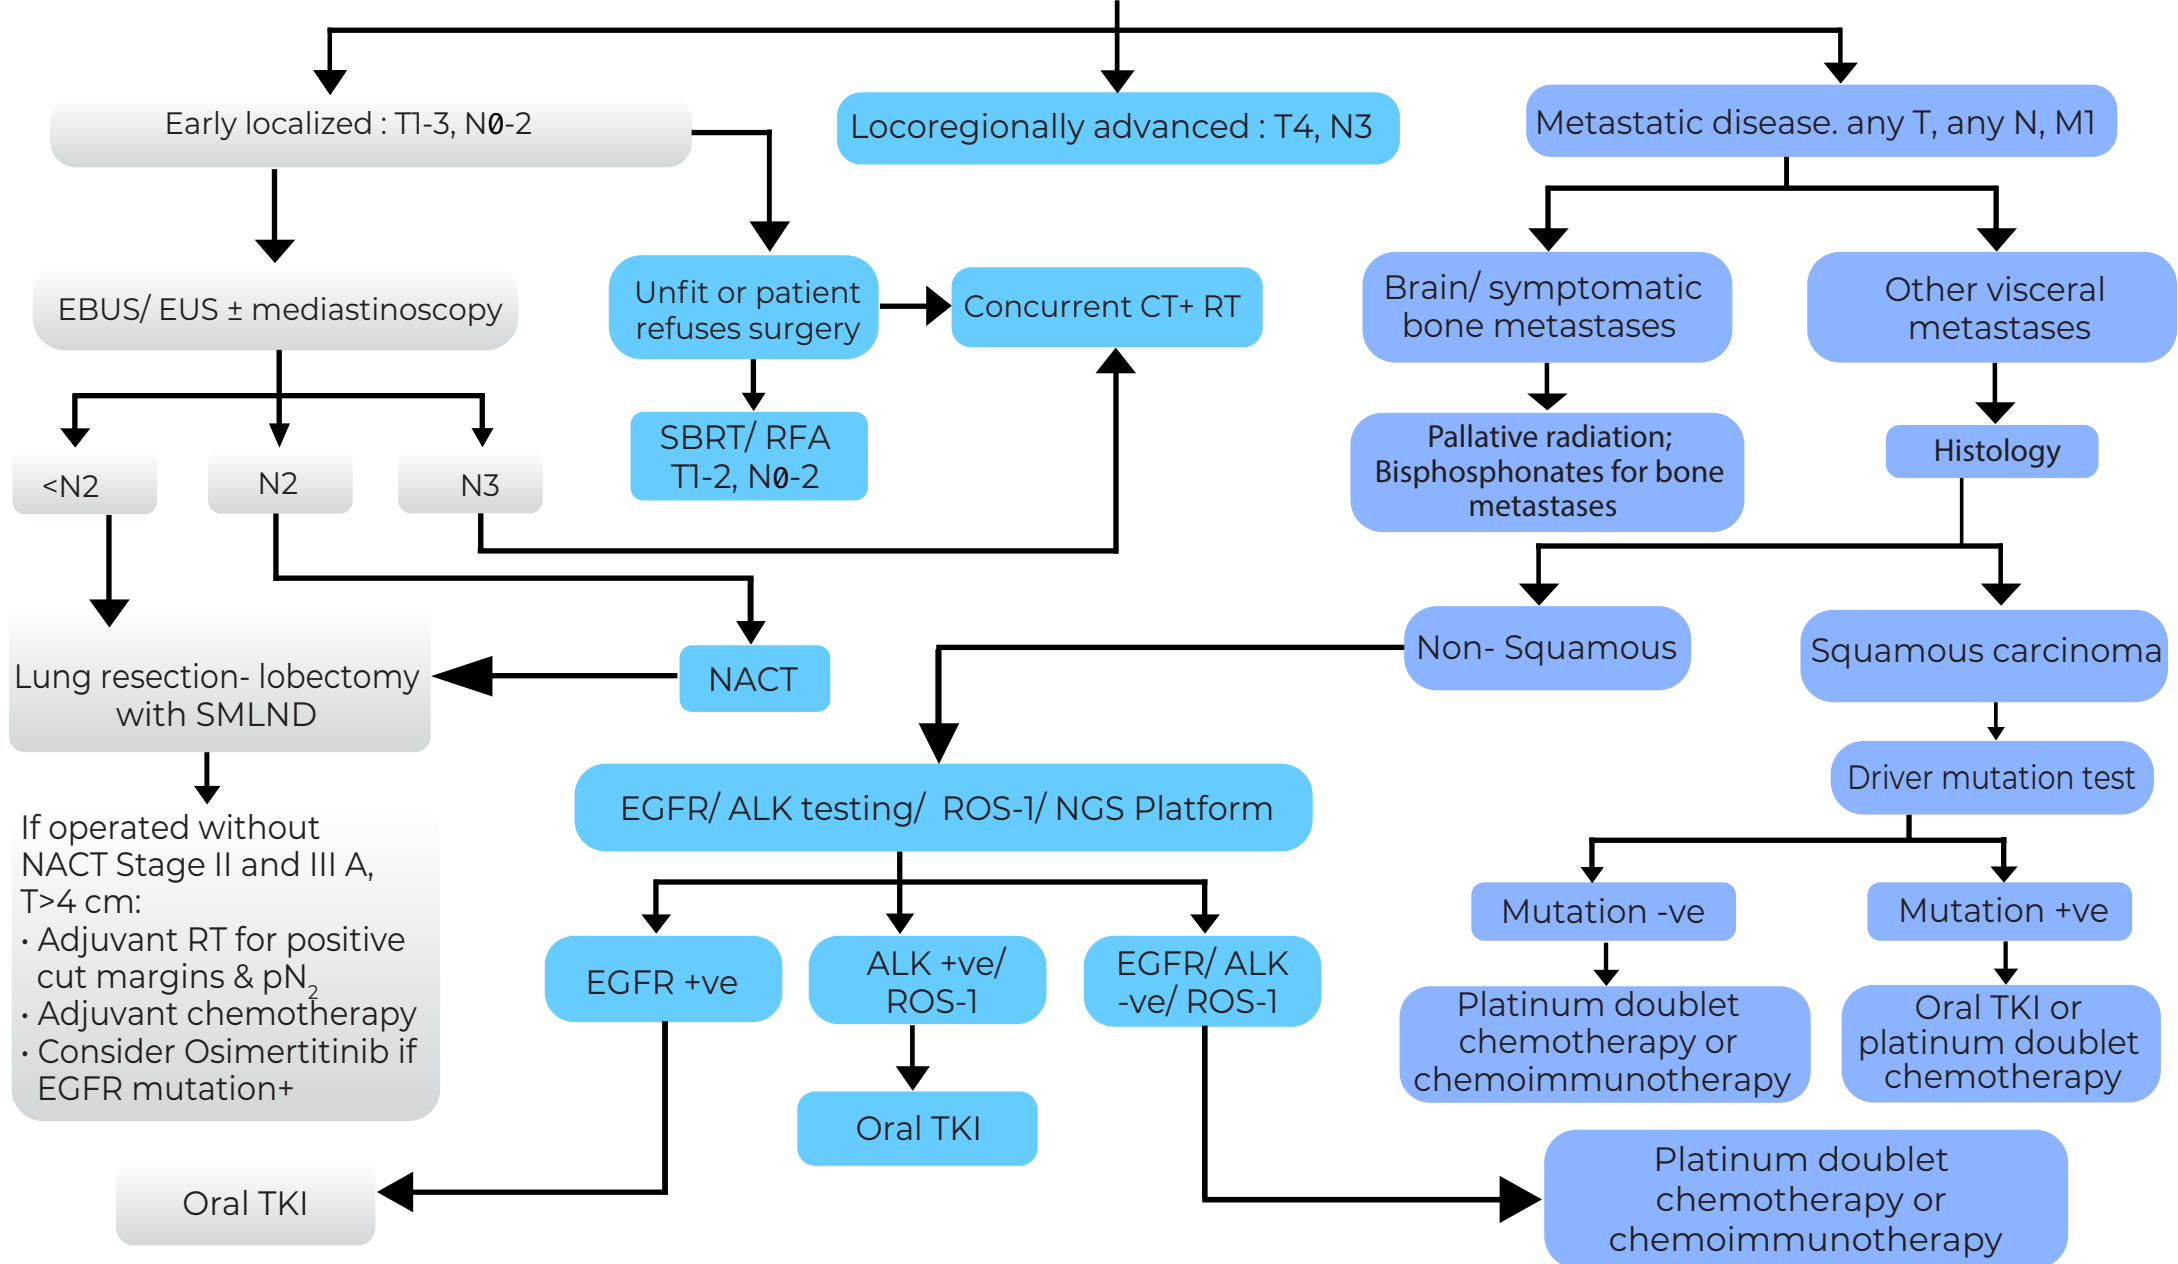 Early localized : T1-3, N0-2
Locoregionally advanced : T4, N3
Metastatic disease. any T, any N, M1
EBUS/ EUS ± mediastinoscopy
Unfit or patient
refuses surgery
Concurrent CT+ RT
Brain/ symptomatic
bone metastases
Other visceral
metastases
<N2
N2
N3
SBRT/ RFA
T1-2, N0-2
Pallative radiation;
Bisphosphonates for bone
metastases
Histology
Lung resection- lobectomy
with SMLND
NACT
Non- Squamous
Squamous carcinoma
Driver mutation test
EGFR/ ALK testing/ ROS-1/ NGS Platform
If operated without
NACT Stage II and III A,
T>4 cm:
• Adjuvant RT for positive
cut margins & pN2
• Adjuvant chemotherapy
• Consider Osimertitinib if
EGFR mutation+
EGFR +ve
ALK +ve/
ROS-1
EGFR/ ALK
-ve/ ROS-1
Mutation -ve
Mutation +ve
Platinum doublet
chemotherapy or
chemoimmunotherapy
Oral TKI or
platinum doublet
chemotherapy
Oral TKI
Oral TKI
Platinum doublet
chemotherapy or
chemoimmunotherapy